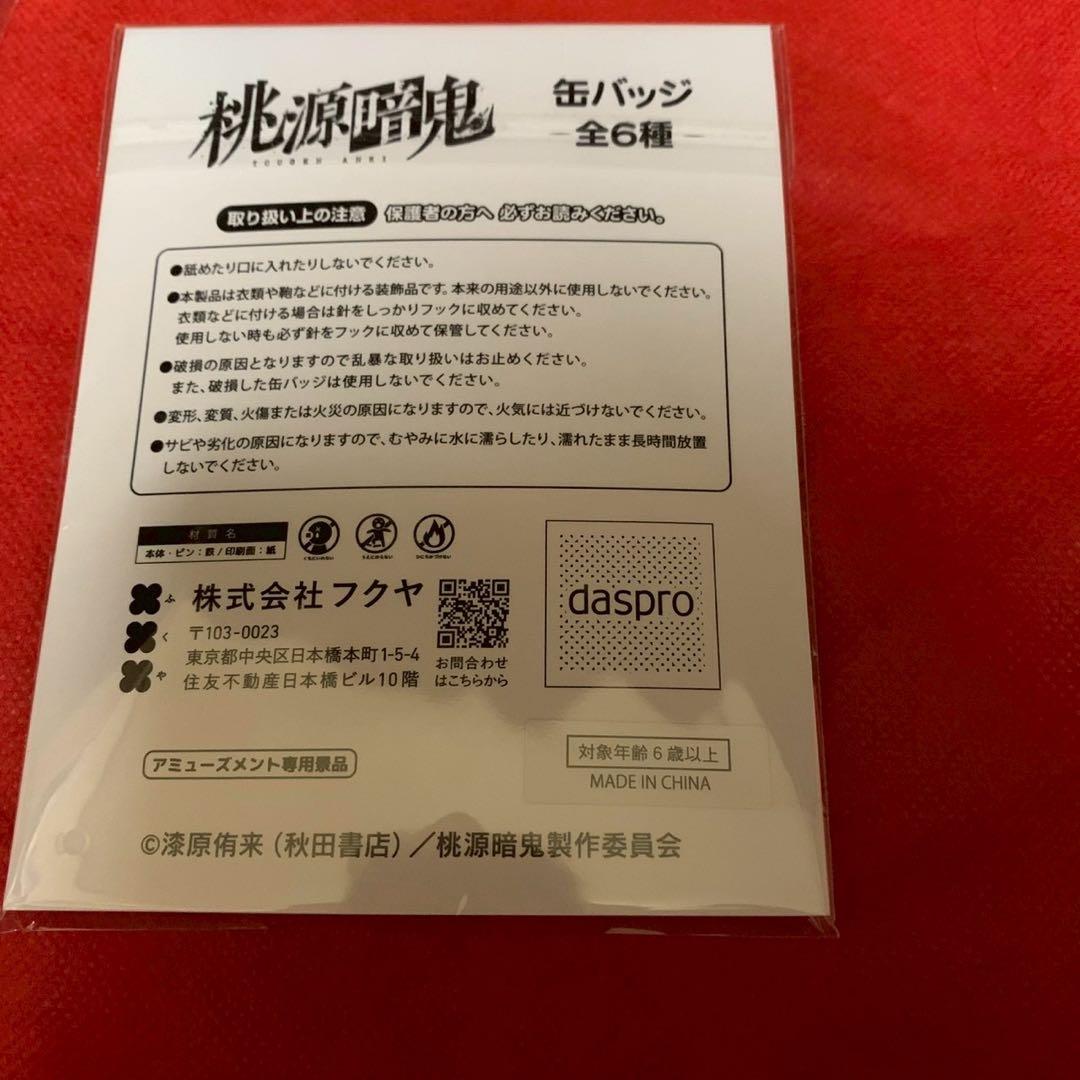 桃源暗鬼
TOUGEN ANKI
缶バッジ
全6種
取り扱い上の注意 保護者の方へ 必ずお読みください。
●舐めたり口に入れたりしないでください。
●本製品は衣類や鞄などに付ける装飾品です。本来の用途以外に使用しないでください。
衣類などに付ける場合は針をしっかりフックに収めてください。
使用しない時も必ず針をフックに収めて保管してください。
●破損の原因となりますので乱暴な取り扱いはお止めください。
また、破損した缶バッジは使用しないでください。
●変形、変質、火傷または火災の原因になりますので、火気には近づけないでください。
●サビや劣化の原因になりますので、むやみに水に濡らしたり、濡れたまま長時間放置
しないでください。
材質名
本体・ピン:鉄/印刷面:紙
ふくや
株式会社フクヤ
〒103-0023
東京都中央区日本橋本町1-5-4
住友不動産日本橋ビル10階
お問合わせ
はこちらから
daspro
アミューズメント専用景品
対象年齢6歳以上
MADE IN CHINA
©漆原侑来(秋田書店)/桃源暗鬼製作委員会